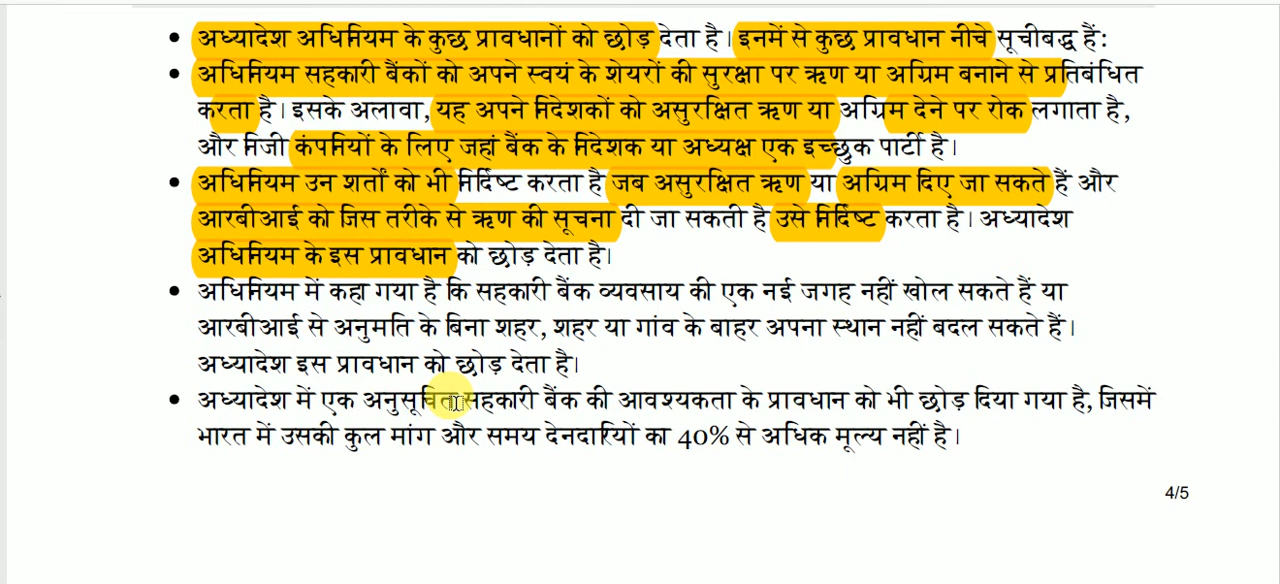 • अध्यादेश अधिनियम के कुछ प्रावधानों को छोड़ देता है। इनमें से कुछ प्रावधान नीचे सूचीबद्ध हैं:
• अधिनियम सहकारी बैंकों को अपने स्वयं के शेयरों की सुरक्षा पर ऋण या अग्रिम बनाने से प्रतिबंधित
करता है। इसके अलावा, यह अपने निदेशकों को असुरक्षित ऋण या अग्रिम देने पर रोक लगाता है,
और निजी कंपनियों के लिए जहां बैंक के निदेशक या अध्यक्ष एक इच्छुक पार्टी है।
• अधिनियम उन शर्तों को भी निर्दिष्ट करता है जब असुरक्षित ऋण या अग्रिम दिए जा सकते हैं और
आरबीआई को जिस तरीके से ऋण की सूचना दी जा सकती है उसे निर्दिष्ट करता है। अध्यादेश
अधिनियम के इस प्रावधान को छोड़ देता है।
• अधिनियम में कहा गया है कि सहकारी बैंक व्यवसाय की एक नई जगह नहीं खोल सकते हैं या
आरबीआई से अनुमति के बिना शहर, शहर या गांव के बाहर अपना स्थान नहीं बदल सकते हैं।
अध्यादेश इस प्रावधान को छोड़ देता है।
• अध्यादेश में एक अनुसूचित सहकारी बैंक की आवश्यकता के प्रावधान को भी छोड़ दिया गया है, जिसमें
भारत में उसकी कुल मांग और समय देनदारियों का 40% से अधिक मूल्य नहीं है।
4/5